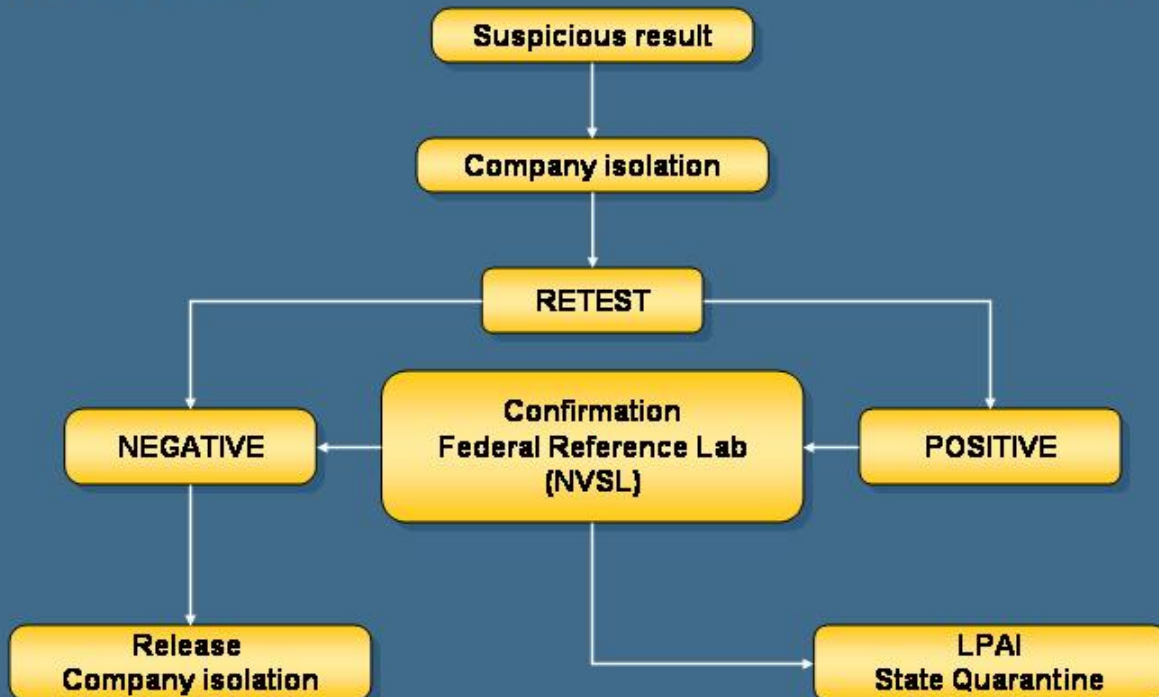 Suspicious result
Company isolation
RETEST
Confirmation
Federal Reference Lab
(NVSL)
NEGATIVE
POSITIVE
Release
Company isolation
LPAI
State Quarantine